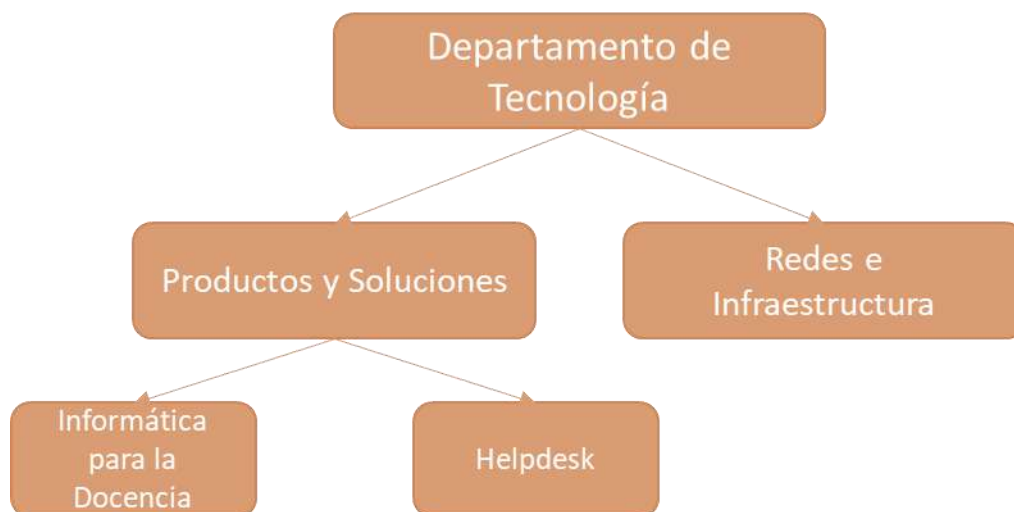 Departamento de
Tecnología
Productos y Soluciones
Redes e
Infraestructura
Informática
para la
Docencia
Helpdesk